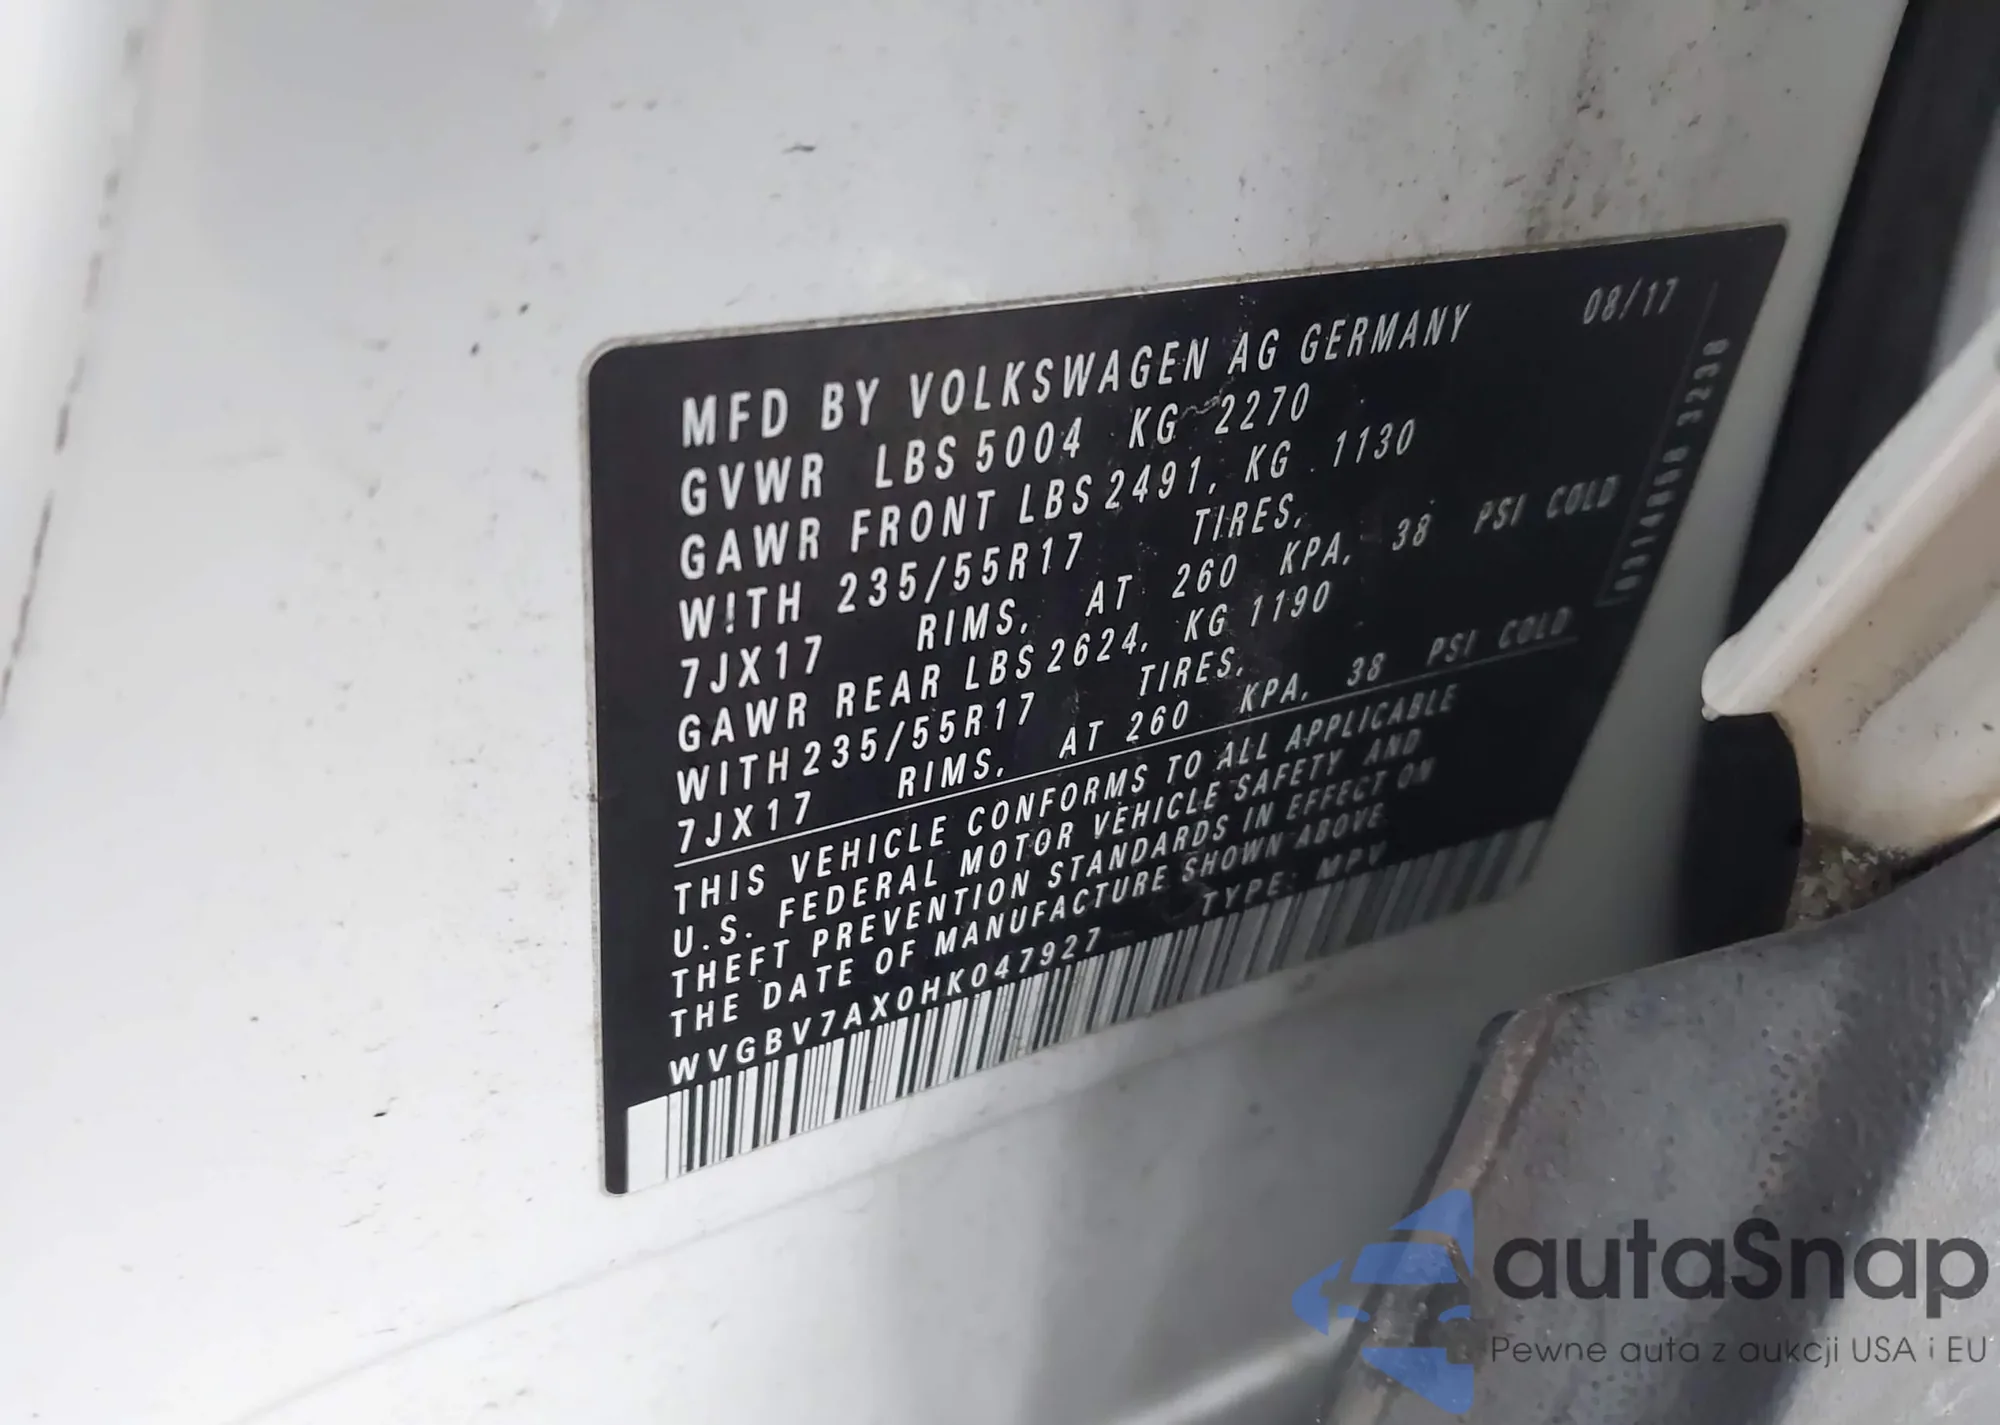 MFD BY VOLKSWAGEN AG GERMANY 08/17
GVWR LBS 5004 KG 2270
GAWR FRONT LBS 2491, KG 1130
WITH 235/55R17 TIRES,
7JX17 RIMS, AT 260 KPA, 38 PSI COLD
GAWR REAR LBS 2624, KG 1190
WITH 235/55R17 TIRES,
7JX17 RIMS, AT 260 KPA, 38 PSI COLD
THIS VEHICLE CONFORMS TO ALL APPLICABLE
U.S. FEDERAL MOTOR VEHICLE SAFETY AND
THEFT PREVENTION STANDARDS IN EFFECT ON
THE DATE OF MANUFACTURE SHOWN ABOVE
WVGBV7AX0HK047927 TYPE: MPV
autaSnap
Pewne auta z aukcji USA i EU